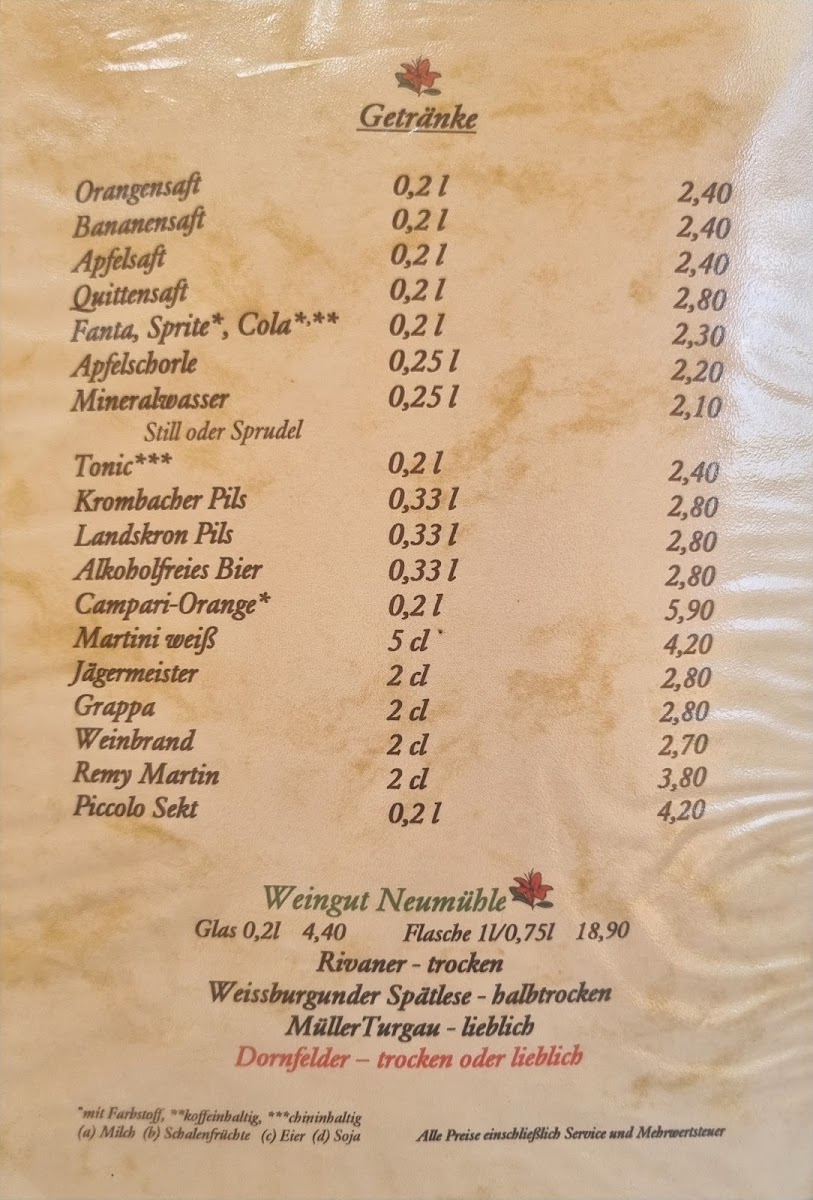 Getränke
Orangensaft 0,2 l 2,40
Bananensaft 0,2 l 2,40
Apfelsaft 0,2 l 2,40
Quittensaft 0,2 l 2,80
Fanta, Sprite*, Cola*,** 0,2 l 2,30
Apfelschorle 0,25 l 2,20
Mineralwasser 0,25 l 2,10
Still oder Sprudel
Tonic*** 0,2 l 2,40
Krombacher Pils 0,33 l 2,80
Landskron Pils 0,33 l 2,80
Alkoholfreies Bier 0,33 l 2,80
Campari-Orange* 0,2 l 5,90
Martini weiß 5 cl 4,20
Jägermeister 2 cl 2,80
Grappa 2 cl 2,80
Weinbrand 2 cl 2,70
Remy Martin 2 cl 3,80
Piccolo Sekt 0,2 l 4,20
Weingut Neumühle
Glas 0,2l 4,40 Flasche 1l/0,75l 18,90
Rivaner - trocken
Weissburgunder Spätlese - halbtrocken
MüllerTurgau - lieblich
Dornfelder – trocken oder lieblich
*mit Farbstoff, **koffeinhaltig, ***chininhaltig
(a) Milch (b) Schalenfrüchte (c) Eier (d) Soja Alle Preise einschließlich Service und Mehrwertsteuer